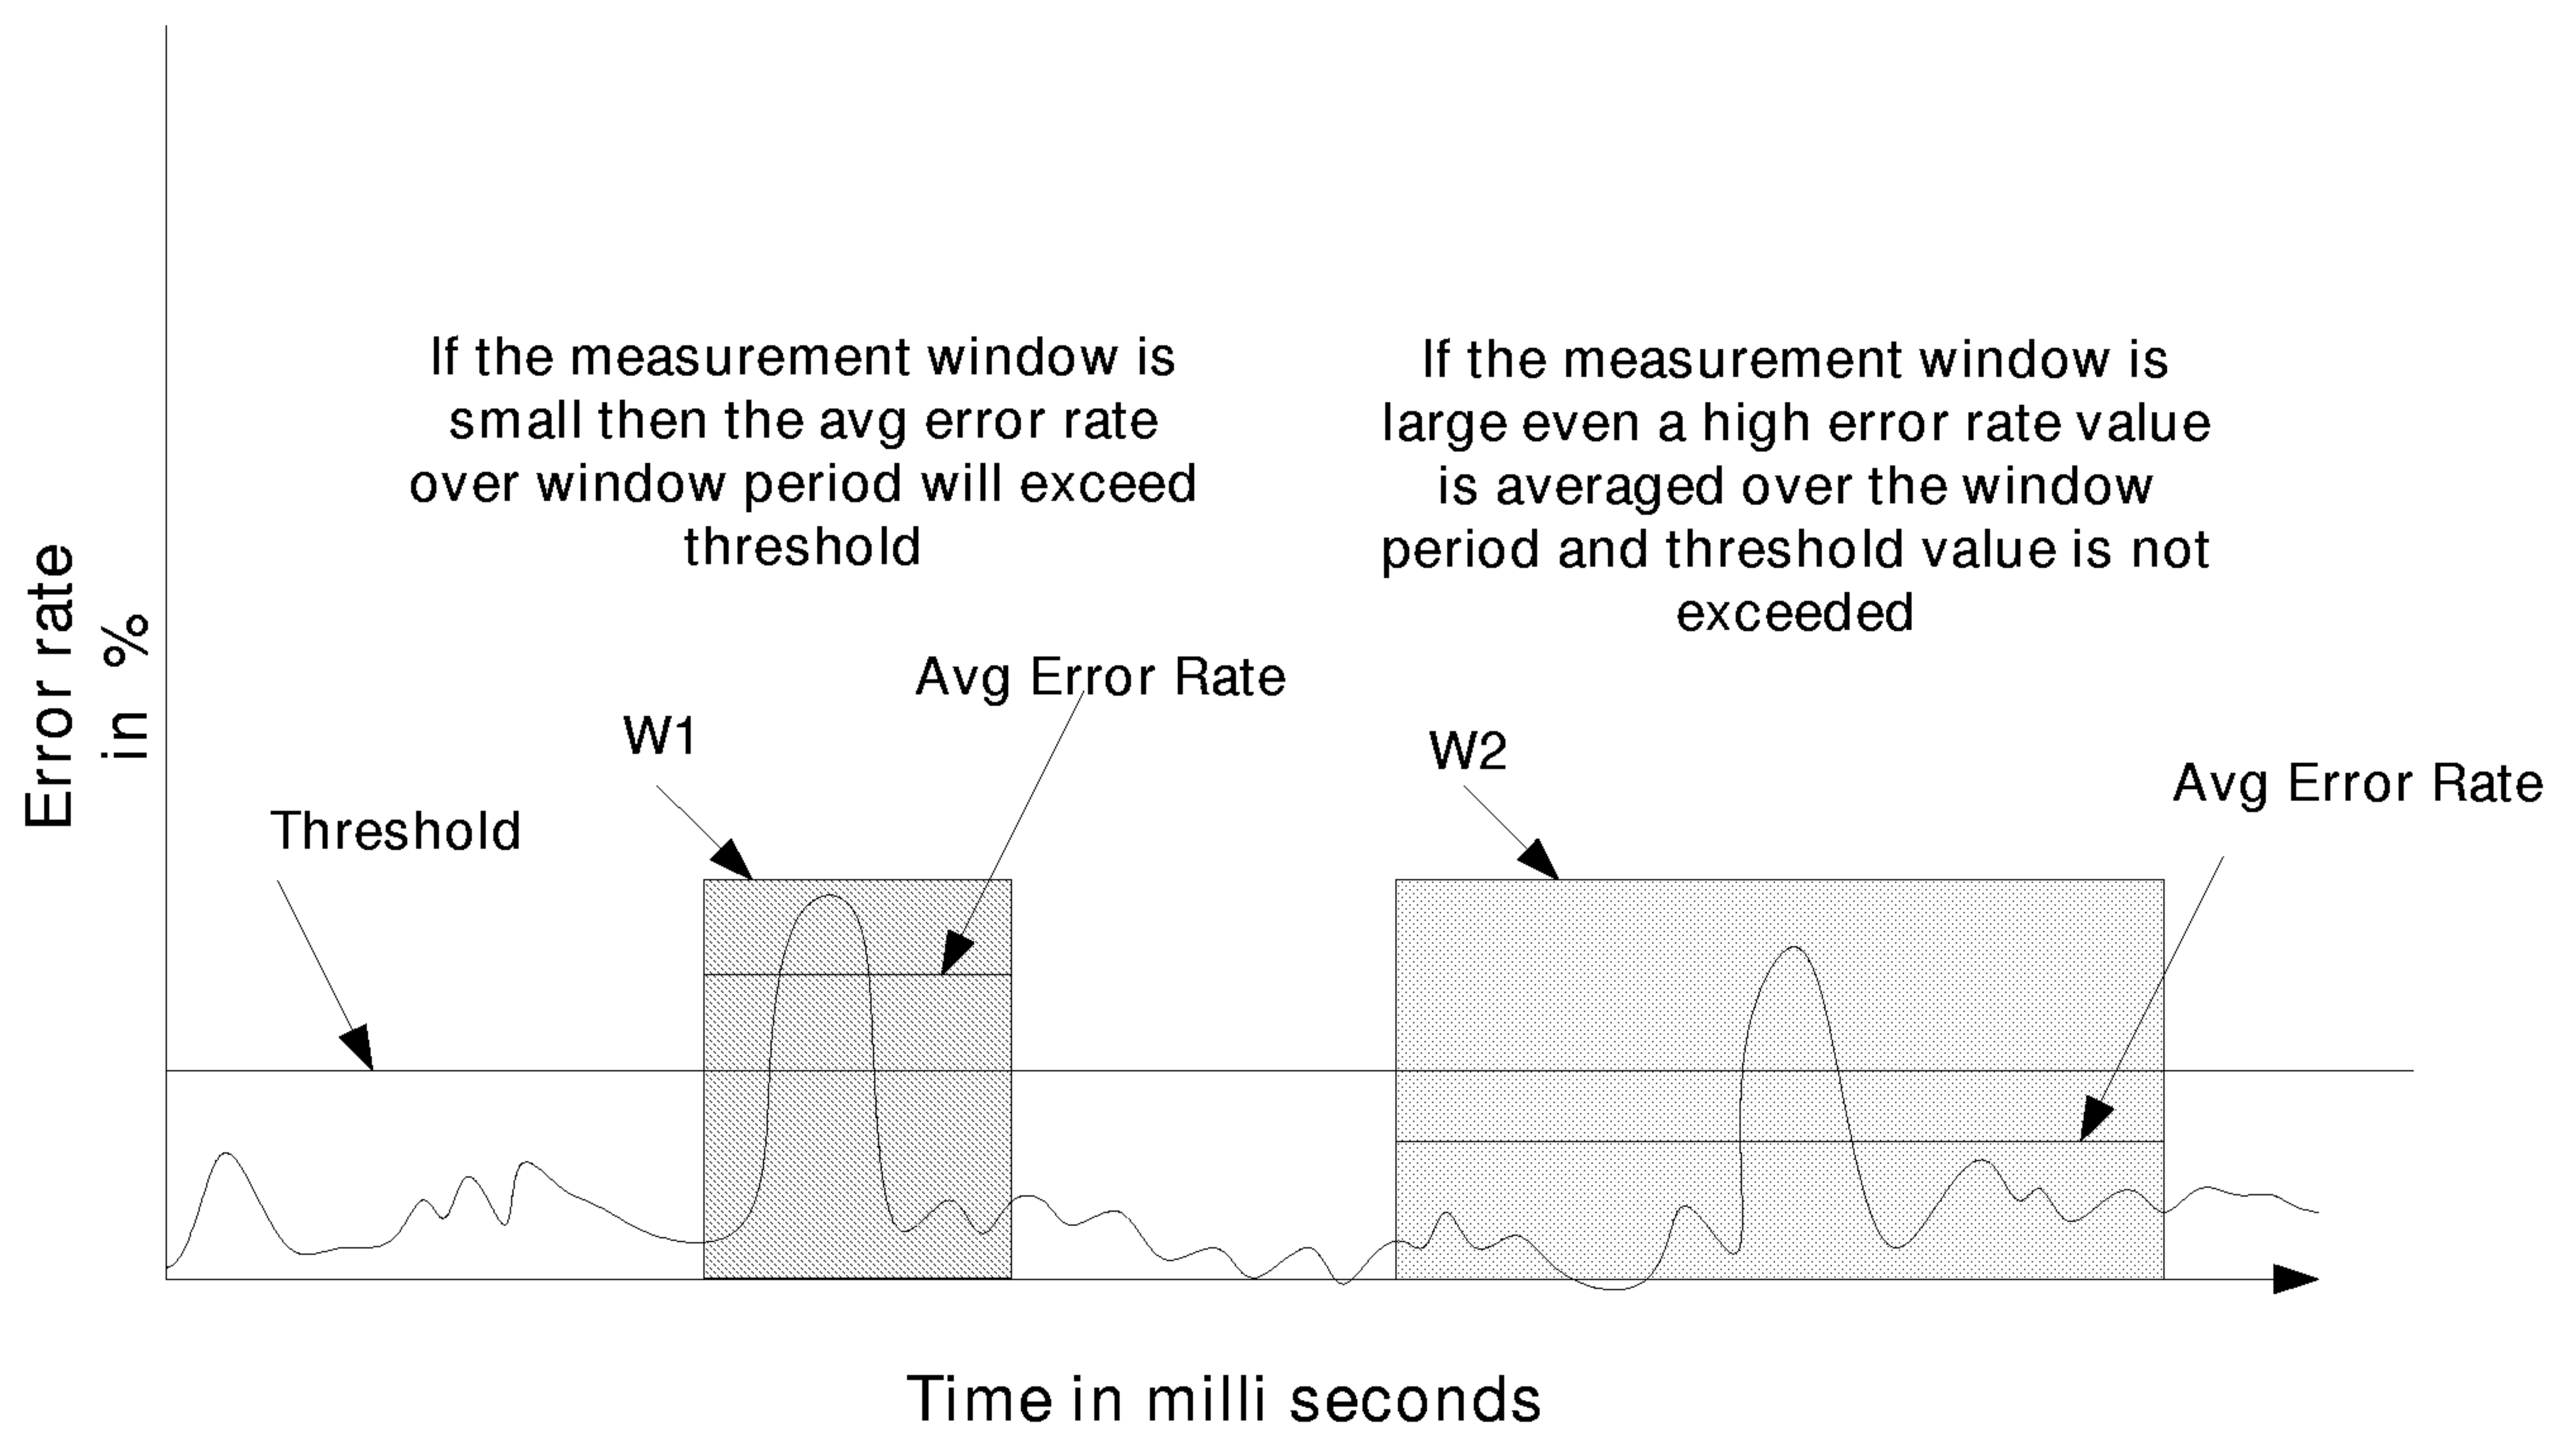 If the measurement window is
small then the avg error rate
over window period will exceed
threshold
If the measurement window is
large even a high error rate value
is averaged over the window
period and threshold value is not
exceeded
Error rate
in %
Avg Error Rate
W1
W2
Avg Error Rate
Threshold
Time in milli seconds